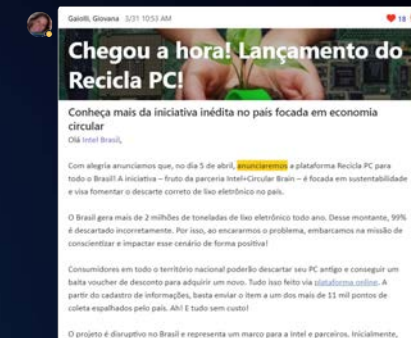 Gaiolli, Giovana 3/31 10:53 AM
18
Chegou a hora! Lançamento do
Recicla PC!
Conheça mais da iniciativa inédita no país focada em economia
circular
Olá Intel Brasil,
Com alegria anunciamos que, no dia 5 de abril, anunciaremos a plataforma Recicla PC para
todo o Brasil! A iniciativa – fruto da parceria Intel+Circular Brain – é focada em sustentabilidade
e visa fomentar o descarte correto de lixo eletrônico no país.
O Brasil gera mais de 2 milhões de toneladas de lixo eletrônico todo ano. Desse montante, 99%
é descartado incorretamente. Por isso, ao encararmos o problema, embarcamos na missão de
conscientizar e impactar esse cenário de forma positiva!
Consumidores em todo o território nacional poderão descartar seu PC antigo e conseguir um
baita voucher de desconto para adquirir um novo. Tudo isso feito via plataforma online. A
partir do cadastro de informações, basta enviar o item a um dos mais de 11 mil pontos de
coleta espalhados pelo país. Ah! E tudo sem custo!
O projeto é disruptivo no Brasil e representa um marco para a Intel e parceiros. Inicialmente,